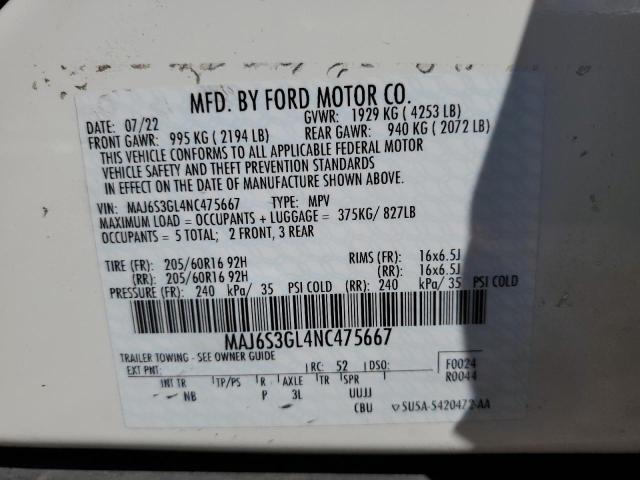 MFD. BY FORD MOTOR CO.
DATE: 07/22 GVWR: 1929 KG ( 4253 LB)
FRONT GAWR: 995 KG ( 2194 LB) REAR GAWR: 940 KG ( 2072 LB)
THIS VEHICLE CONFORMS TO ALL APPLICABLE FEDERAL MOTOR
VEHICLE SAFETY AND THEFT PREVENTION STANDARDS
IN EFFECT ON THE DATE OF MANUFACTURE SHOWN ABOVE.
VIN: MAJ6S3GL4NC475667 TYPE: MPV
MAXIMUM LOAD = OCCUPANTS + LUGGAGE = 375KG/ 827LB
OCCUPANTS = 5 TOTAL; 2 FRONT, 3 REAR
TIRE (FR): 205/60R16 92H RIMS (FR): 16x6.5J
(RR): 205/60R16 92H (RR): 16x6.5J
PRESSURE (FR): 240 kPa/ 35 PSI COLD (RR): 240 kPa/ 35 PSI COLD
MAJ6S3GL4NC475667
TRAILER TOWING - SEE OWNER GUIDE
EXT PNT: RC: 52 DSO: F0024
R0044
INT TR TP/PS R AXLE TR SPR
NB P 3L UUJJ
CBU SU5A-5420472-AA